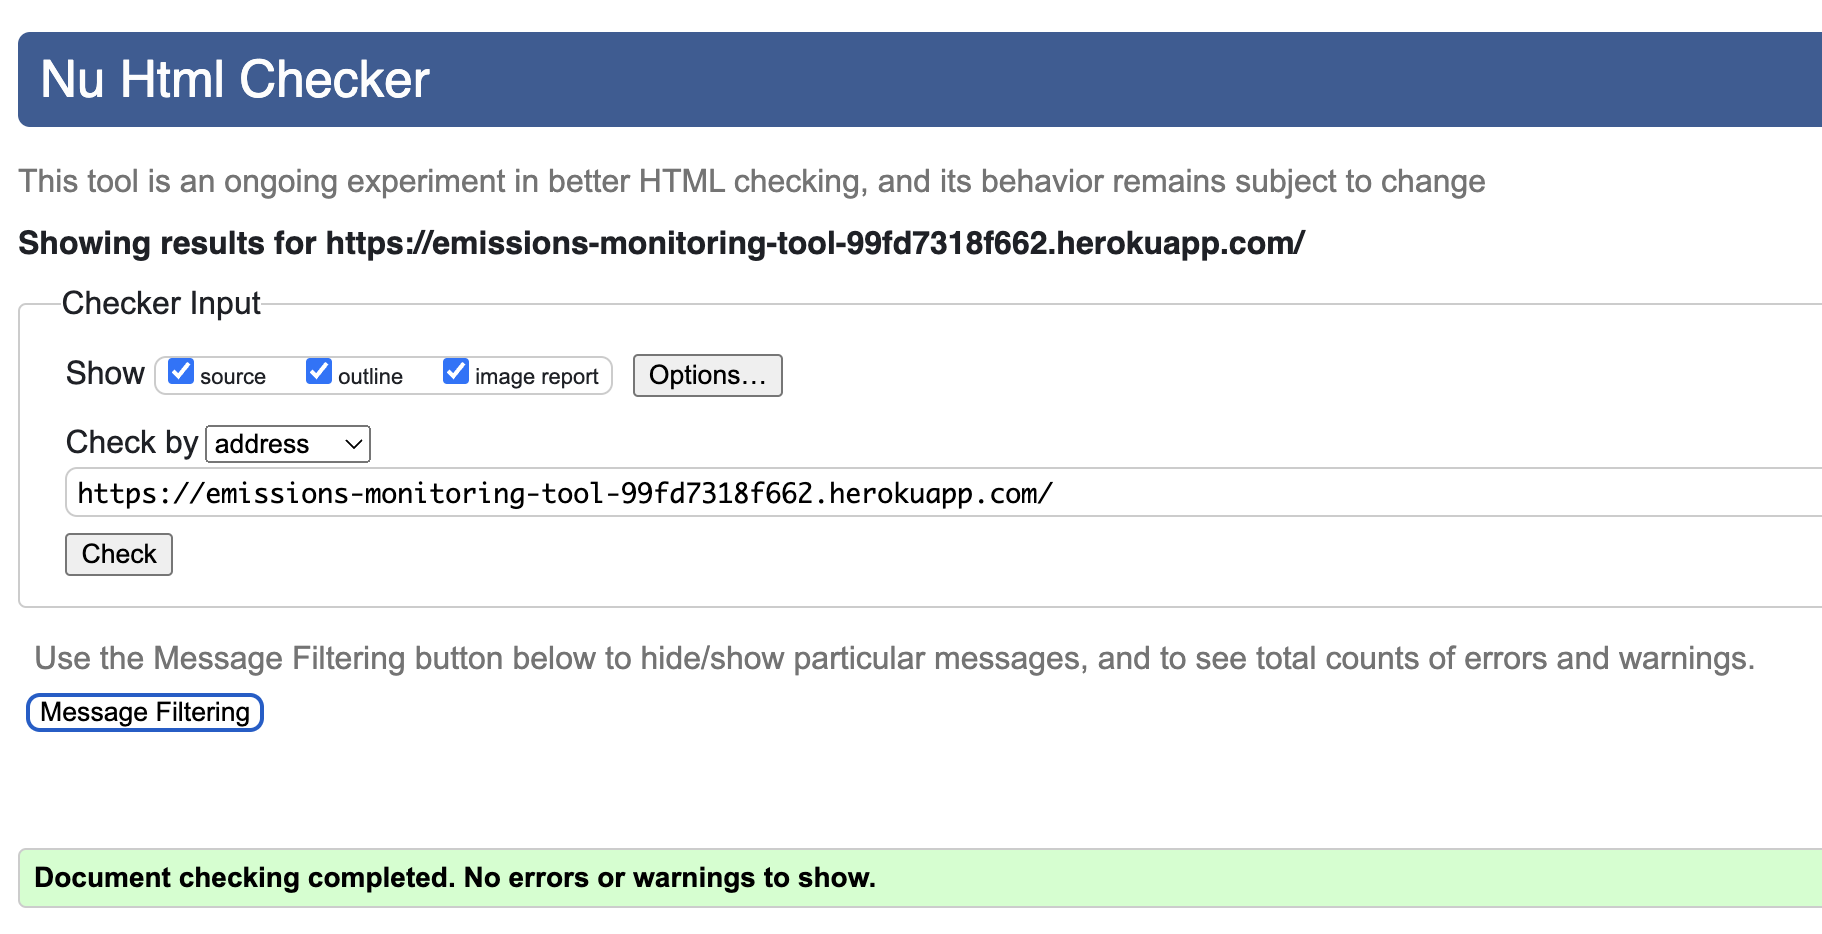 Nu Html Checker
This tool is an ongoing experiment in better HTML checking, and its behavior remains subject to change
Showing results for https://emissions-monitoring-tool-99fd7318f662.herokuapp.com/
Checker Input
Show source outline image report Options...
Check by address
https://emissions-monitoring-tool-99fd7318f662.herokuapp.com/
Check
Use the Message Filtering button below to hide/show particular messages, and to see total counts of errors and warnings.
Message Filtering
Document checking completed. No errors or warnings to show.